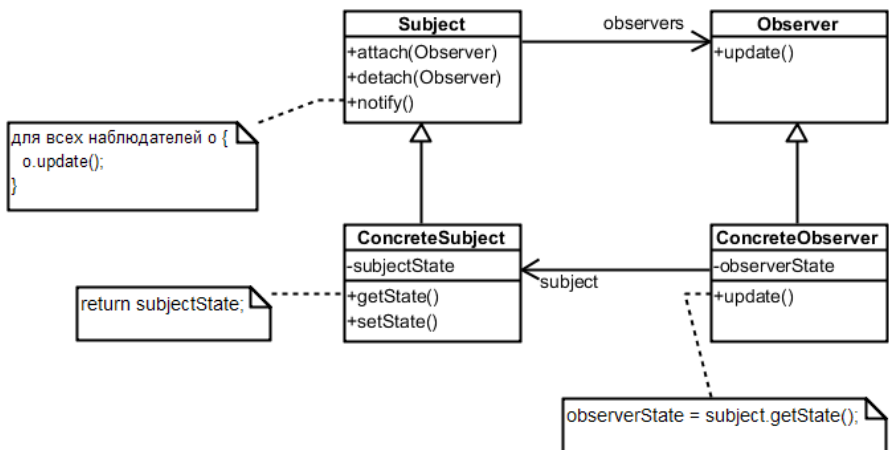 Subject
+attach(Observer)
+detach(Observer)
+notify()
observers
Observer
+update()
для всех наблюдателей o {
o.update();
}
ConcreteSubject
-subjectState
+getState()
+setState()
subject
ConcreteObserver
-observerState
+update()
return subjectState;
observerState = subject.getState();